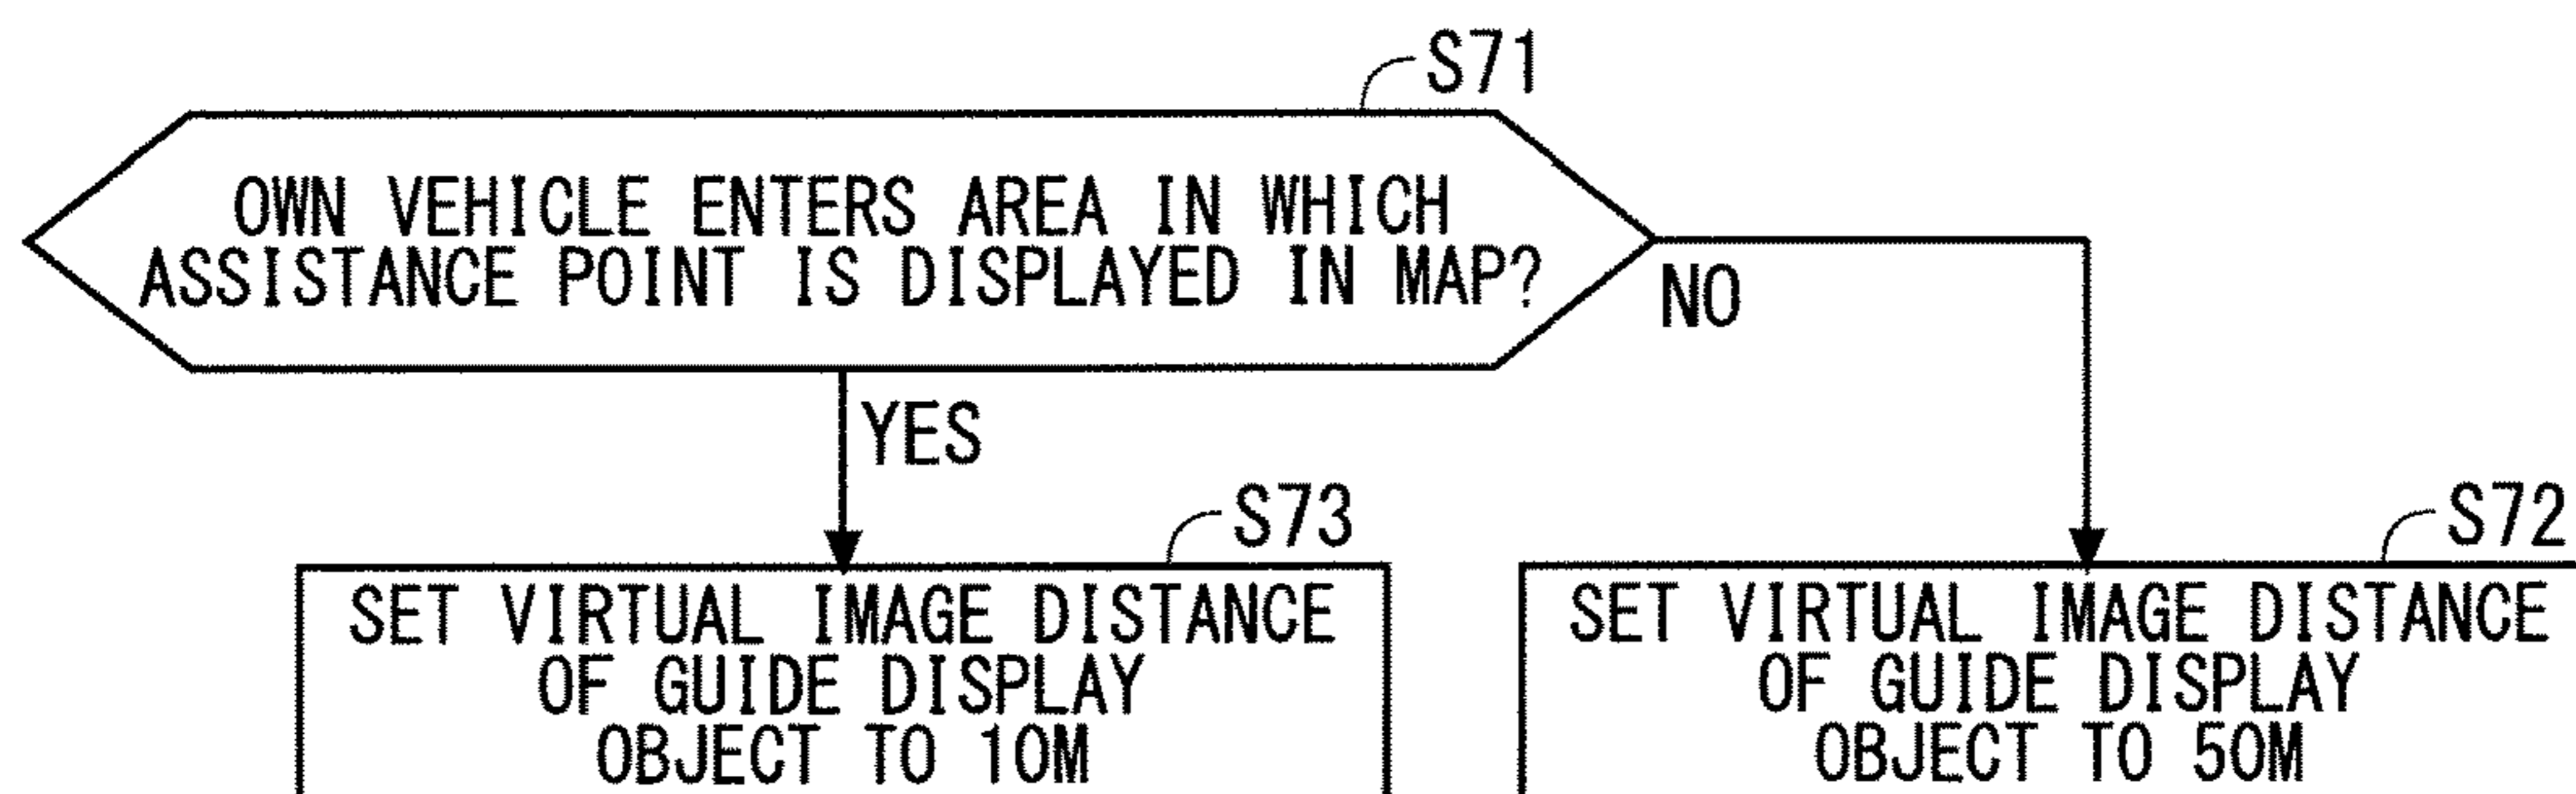 S71
OWN VEHICLE ENTERS AREA IN WHICH
ASSISTANCE POINT IS DISPLAYED IN MAP?
NO
YES
S73
SET VIRTUAL IMAGE DISTANCE
OF GUIDE DISPLAY
OBJECT TO 10M
S72
SET VIRTUAL IMAGE DISTANCE
OF GUIDE DISPLAY
OBJECT TO 50M